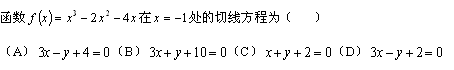 函数 f(x)= x³ − 2x² − 4x 在 x = −1 处的切线方程为（　　）
（A） 3x − y + 4 = 0 （B） 3x + y + 10 = 0 （C） x + y + 2 = 0 （D） 3x − y + 2 = 0